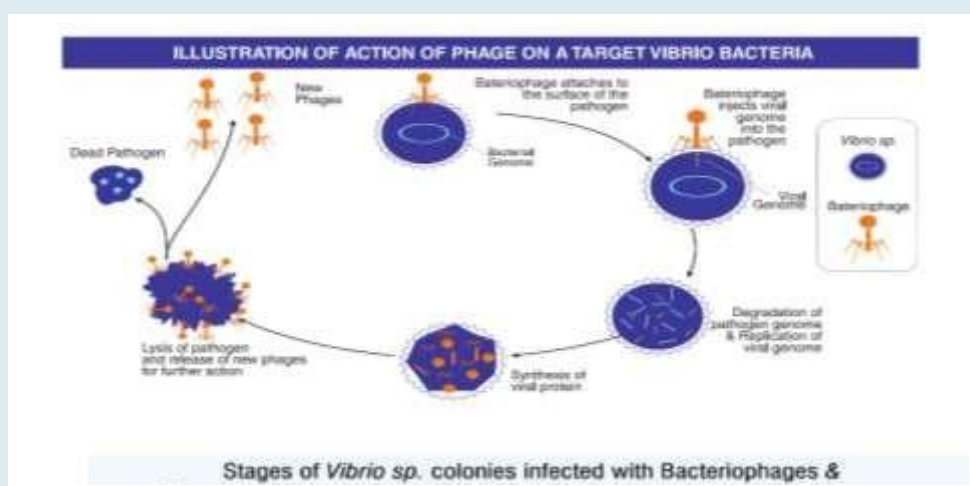 ILLUSTRATION OF ACTION OF PHAGE ON A TARGET VIBRIO BACTERIA
New
Phages
Bateriophage attaches to
the surface of the
pathogen
Bateriophage
injects viral
genome
into the
pathogen
Bacterial
Genome
Dead Pathogen
Vibrio sp.
Viral
Genome
Bateriophage
Degradation of
pathogen genome
& Replication of
viral genome
Lysis of pathogen
and release of new phages
for further action
Synthesis of
viral protein
Stages of Vibrio sp. colonies infected with Bacteriophages &